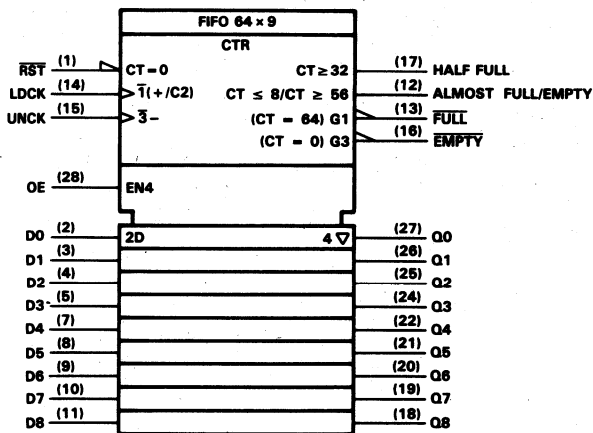 FIFO 64 × 9
CTR
RST (1) CT = 0 CT ≥ 32 (17) HALF FULL
LDCK (14) 1(+/C2) CT ≤ 8/CT ≥ 56 (12) ALMOST FULL/EMPTY
UNCK (15) 3 − (CT = 64) G1 (13) FULL
(CT = 0) G3 (16) EMPTY
OE (28) EN4
D0 (2) 2D 4 ▽ (27) Q0
D1 (3) (26) Q1
D2 (4) (25) Q2
D3 (5) (24) Q3
D4 (7) (22) Q4
D5 (8) (21) Q5
D6 (9) (20) Q6
D7 (10) (19) Q7
D8 (11) (18) Q8